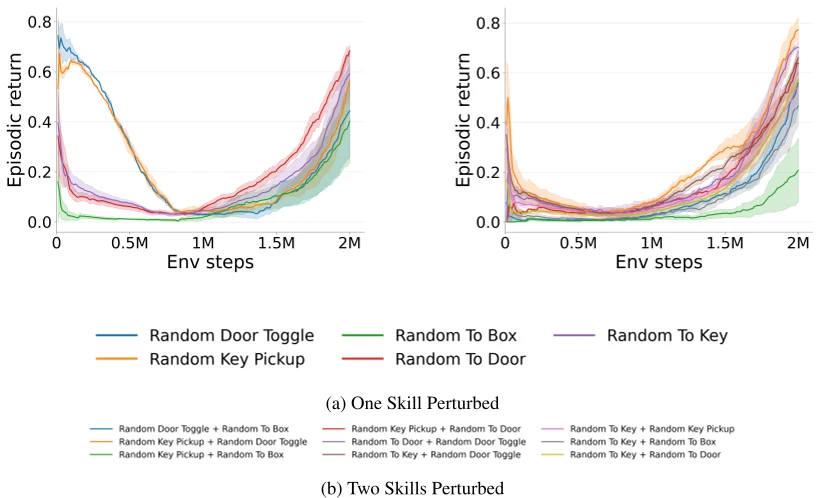 0.8
0.6
0.4
0.2
0.0
Episodic return
0 0.5M 1M 1.5M 2M
Env steps
0.8
0.6
0.4
0.2
0.0
Episodic return
0 0.5M 1M 1.5M 2M
Env steps
Random Door Toggle Random To Box Random To Key
Random Key Pickup Random To Door
(a) One Skill Perturbed
Random Door Toggle + Random To Box Random Key Pickup + Random To Door Random To Key + Random Key Pickup
Random Key Pickup + Random Door Toggle Random To Door + Random Door Toggle Random To Key + Random To Box
Random Key Pickup + Random To Box Random To Key + Random Door Toggle Random To Key + Random To Door
(b) Two Skills Perturbed